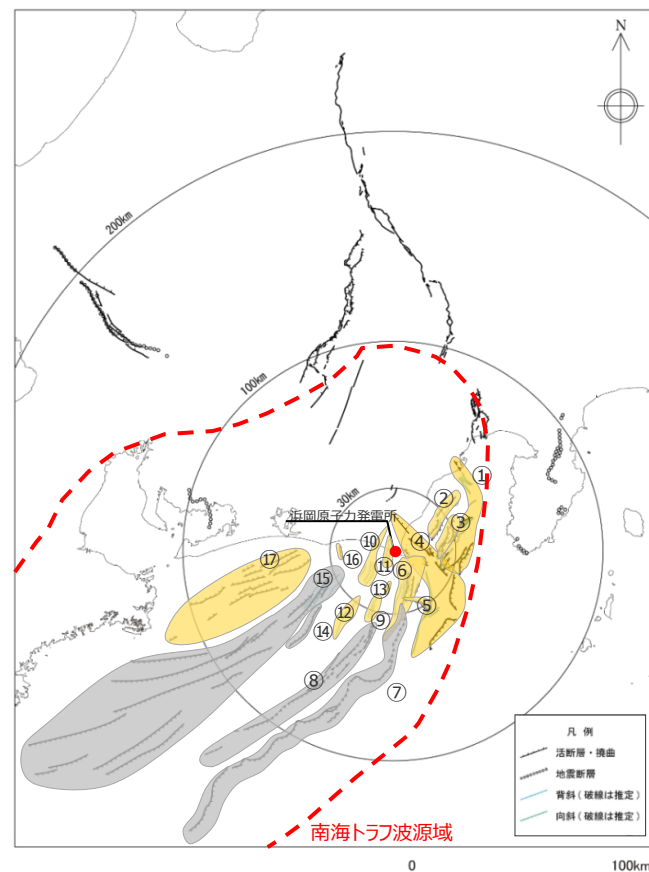 N
200km
100km
30km
浜岡原子力発電所
①
②
③
④
⑤
⑥
⑦
⑧
⑨
⑩
⑪
⑫
⑬
⑭
⑮
⑯
⑰
凡 例
活断層・撓曲
地震断層
背斜(破線は推定)
向斜(破線は推定)
南海トラフ波源域
0 100km